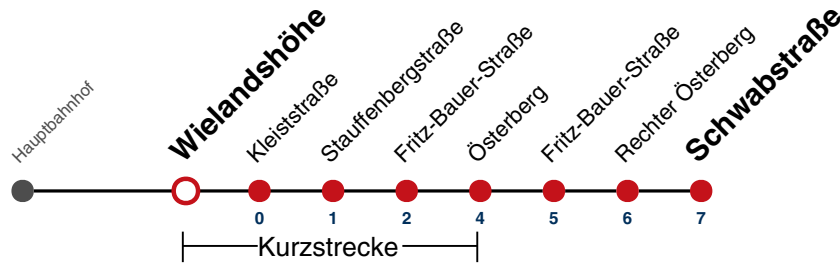 Hauptbahnhof
Wielandshöhe
Kleiststraße
Stauffenbergstraße
Fritz-Bauer-Straße
Österberg
Fritz-Bauer-Straße
Rechter Österberg
Schwabstraße
0 1 2 4 5 6 7
Kurzstrecke